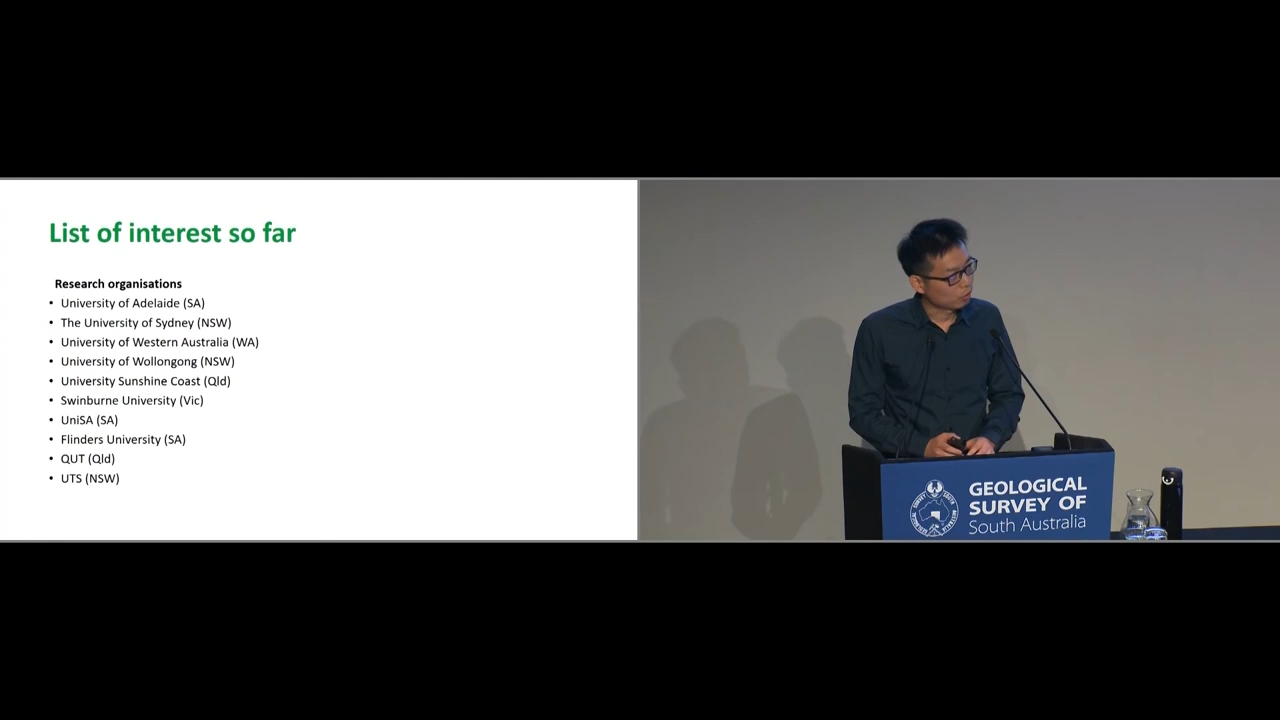 List of interest so far
Research organisations
• University of Adelaide (SA)
• The University of Sydney (NSW)
• University of Western Australia (WA)
• University of Wollongong (NSW)
• University Sunshine Coast (Qld)
• Swinburne University (Vic)
• UniSA (SA)
• Flinders University (SA)
• QUT (Qld)
• UTS (NSW)
GEOLOGICAL
SURVEY OF
South Australia